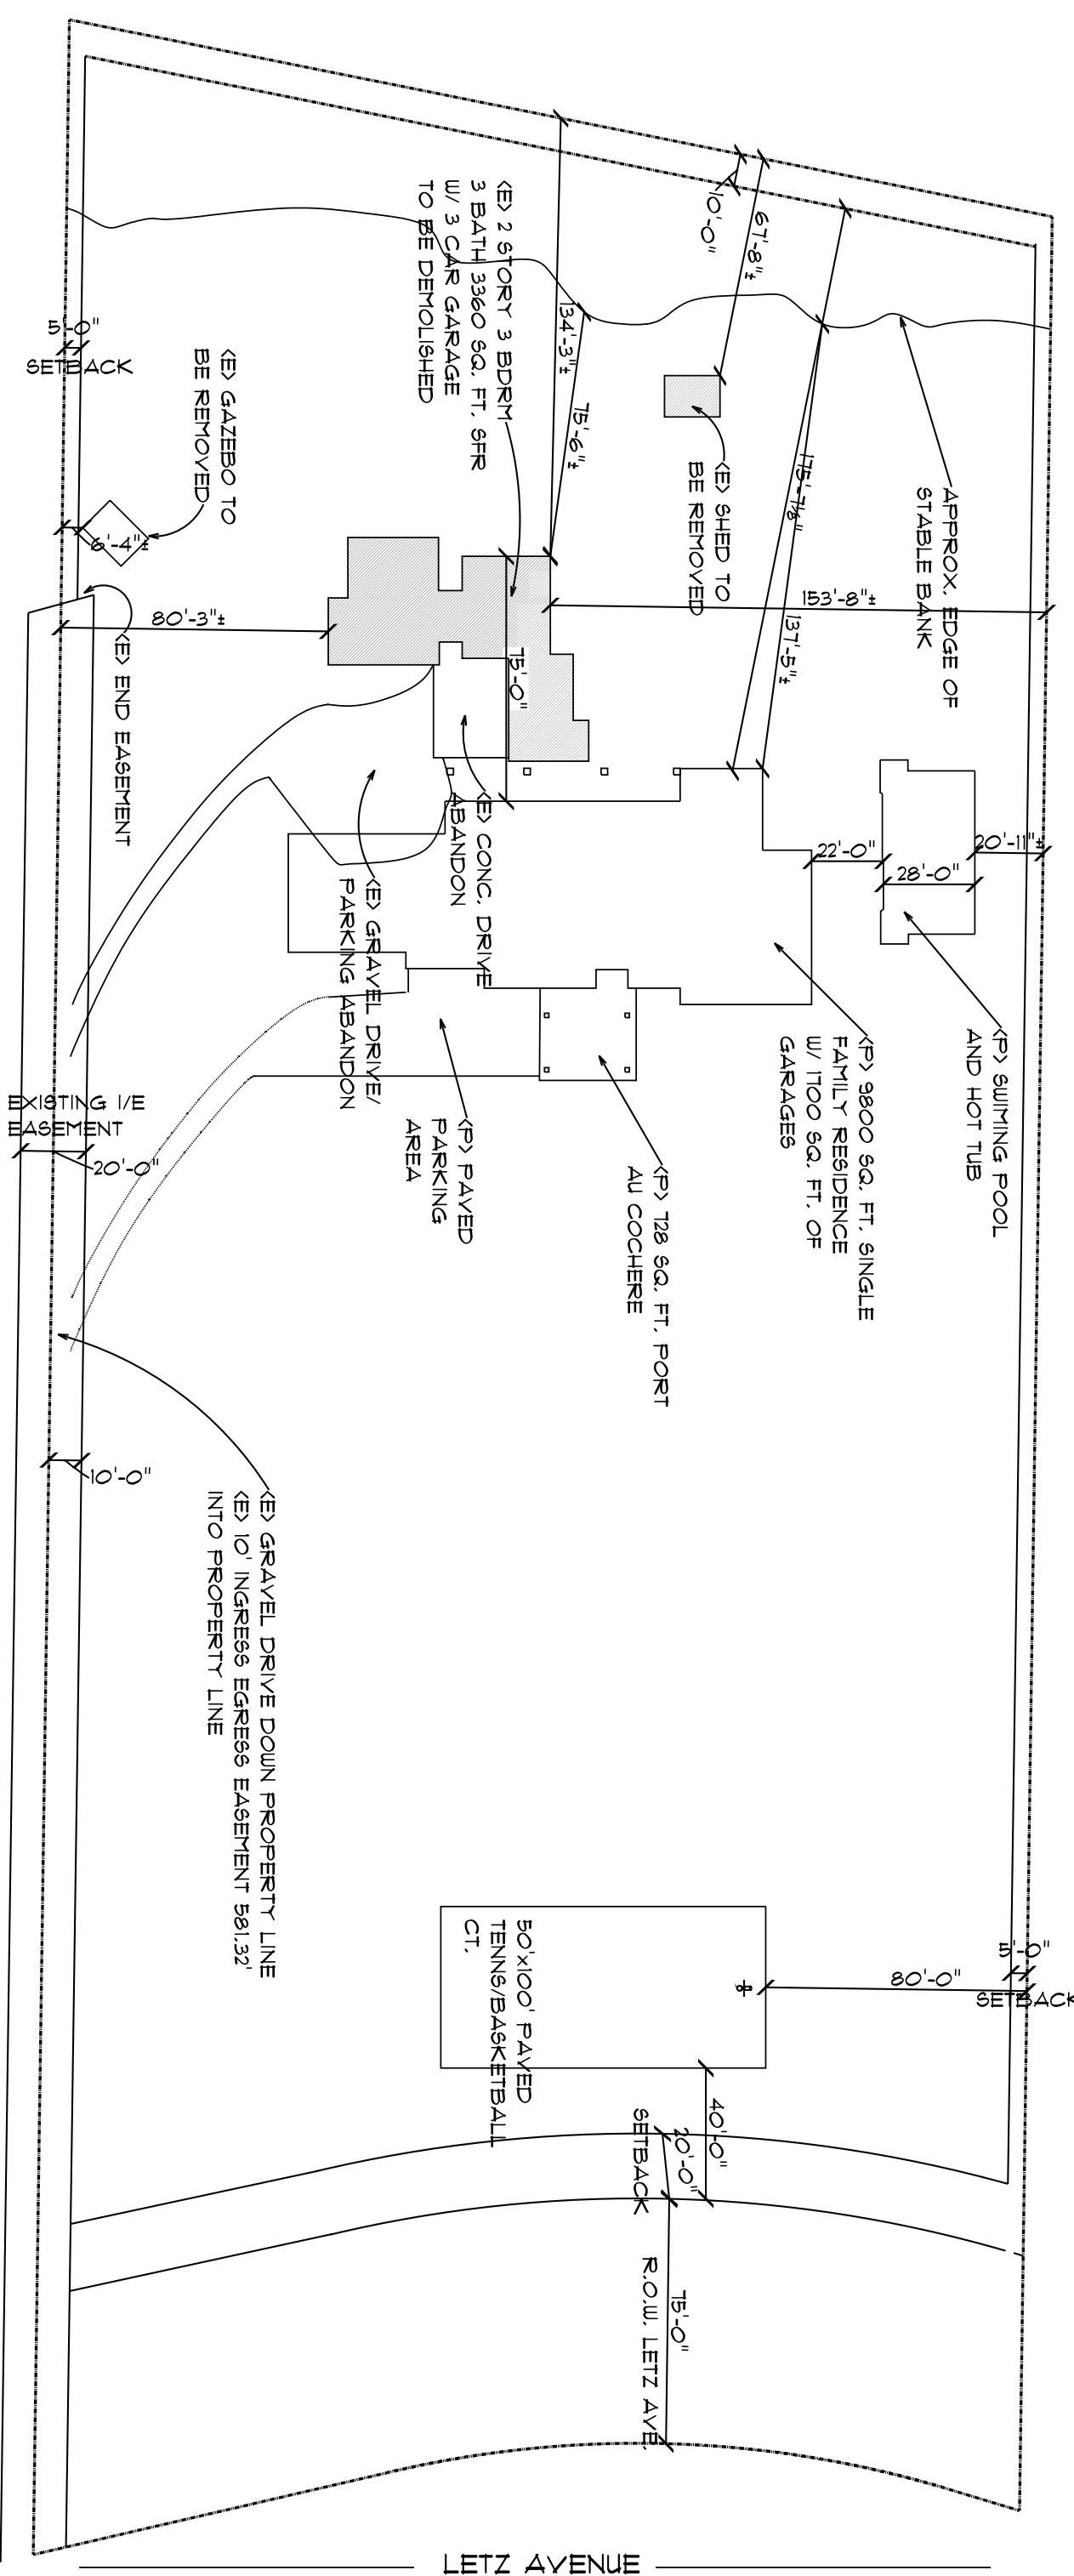 10'-0"
67'-8"±
<E> 2 STORY 3 BDRM
3 BATH 3360 SQ. FT. SFR
W/ 3 CAR GARAGE
TO BE DEMOLISHED
134'-3"±
75'-6"±
5'-0"
SETBACK
<E> GAZEBO TO
BE REMOVED
6'-4"±
<E> SHED TO
BE REMOVED
175'-7⅛"
APPROX. EDGE OF
STABLE BANK
153'-8"±
80'-3"±
137'-5"±
<E> END EASEMENT
75'-0"
<E> CONC. DRIVE
ABANDON
22'-0"
28'-0"
20'-11"±
<E> GRAVEL DRIVE/
PARKING ABANDON
<P> SWIMING POOL
AND HOT TUB
<P> 9800 SQ. FT. SINGLE
FAMILY RESIDENCE
W/ 1700 SQ. FT. OF
GARAGES
EXISTING I/E
EASEMENT
20'-0"
<P> PAVED
PARKING
AREA
<P> 728 SQ. FT. PORT
AU COCHERE
10'-0"
<E> GRAVEL DRIVE DOWN PROPERTY LINE
<E> 10' INGRESS EGRESS EASEMENT 581.32'
INTO PROPERTY LINE
50'x100' PAVED
TENNS/BASKETBALL
CT.
5'-0"
SETBACK
80'-0"
40'-0"
20'-0"
SETBACK
75'-0"
R.O.W. LETZ AVE.
LETZ AVENUE